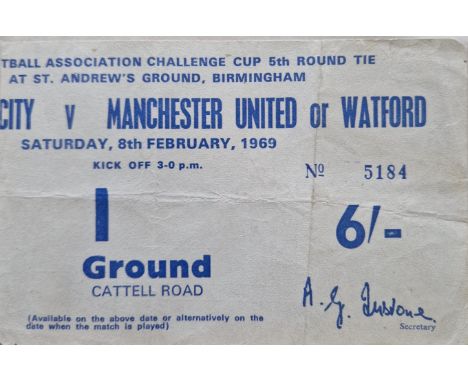 TBALL ASSOCIATION CHALLENGE CUP 5th ROUND TIE
AT ST. ANDREW'S GROUND, BIRMINGHAM
CITY v MANCHESTER UNITED or WATFORD
SATURDAY, 8th FEBRUARY, 1969
KICK OFF 3-0 p.m.
Nº 5184
1
6/-
Ground
CATTELL ROAD
A. G.
Secretary
(Available on the above date or alternatively on the
date when the match is played)